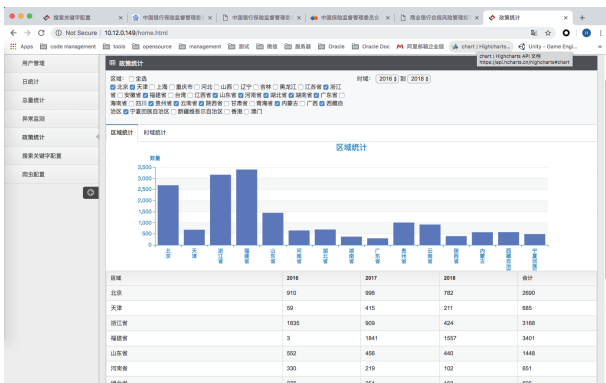 搜索关键字配置
中国银行保险监督管理委
中国银行保险监督管理
中国银行保险监督管理委员会
商业银行合规风险管理
政策统计
Not Secure | 10.12.0.149/home.html
Apps code management tools opensource management 测试 微信 服务器 Oracle Oracle Doc 阿里邮箱企业版 chart | Highcharts.. Unity - Game Engi...
chart | Highcharts API 文档
https://api.hcharts.cn/highcharts#chart
用户管理
日统计
总量统计
异常监测
政策统计
搜索关键字配置
爬虫配置
政策统计
区域: 全选
时域: 2016 到 2018
北京 天津 上海 重庆市 河北 山西 辽宁 吉林 黑龙江 江苏省 浙江
省 安徽省 福建省 台湾 江西省 山东省 河南省 湖北省 湖南省 广东省
海南省 四川 贵州省 云南省 陕西省 甘肃省 青海省 内蒙古 广西 西藏自
治区 宁夏回族自治区 新疆维吾尔自治区 香港 澳门
区域统计 时域统计
区域统计
数量
3,500
3,000
2,500
2,000
1,500
1,000
500
0
北京
天津
浙江省
福建省
山东省
河南省
湖北省
湖南省
广东省
贵州省
云南省
陕西省
内蒙古
西藏自治
宁夏回族
区域 2016 2017 2018 合计
北京 910 998 782 2690
天津 59 415 211 685
浙江省 1835 909 424 3168
福建省 3 1841 1557 3401
山东省 552 456 440 1448
河南省 330 219 102 651